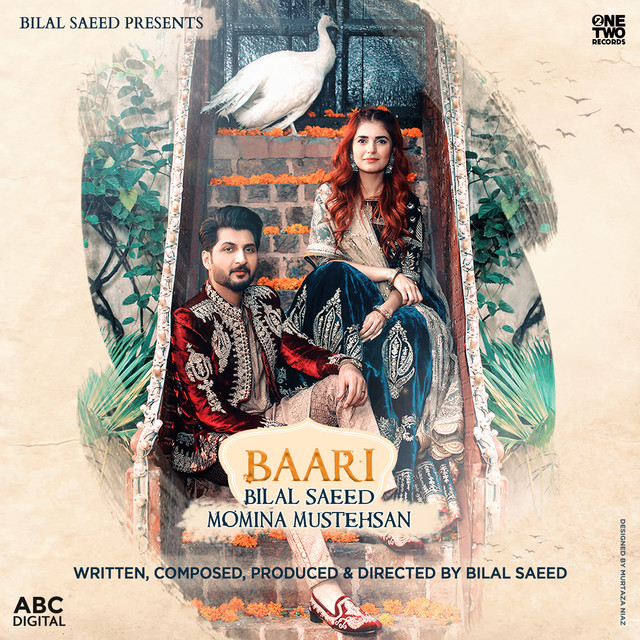 BILAL SAEED PRESENTS
ONE
TWO
RECORDS
BAARI
BILAL SAEED
MOMINA MUSTEHSAN
WRITTEN, COMPOSED, PRODUCED & DIRECTED BY BILAL SAEED
ABC
DIGITAL
DESIGNED BY MURTAZA NIAZ